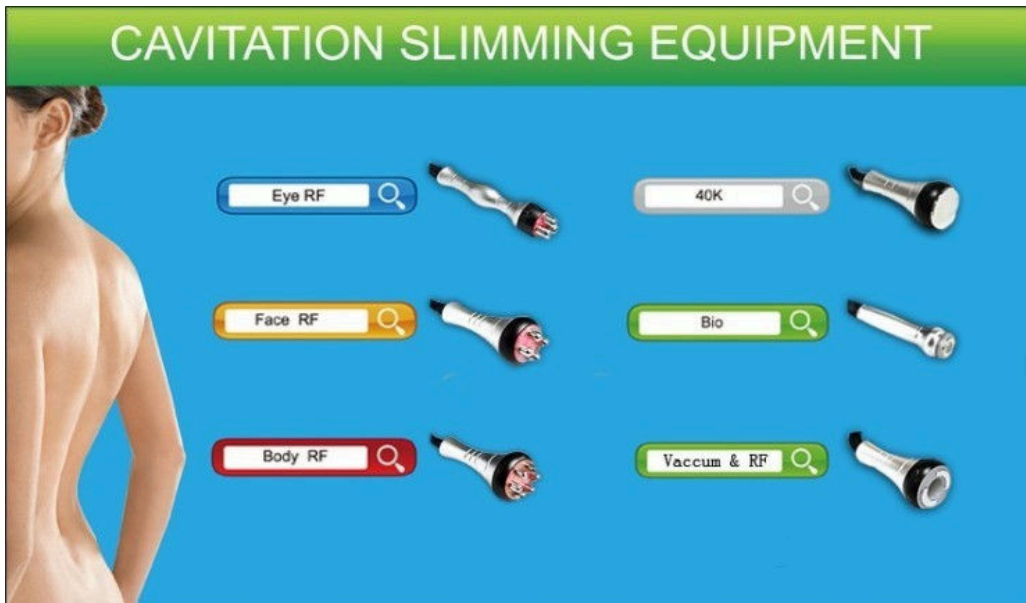 CAVITATION SLIMMING EQUIPMENT
Eye RF
40K
Face RF
Bio
Body RF
Vaccum & RF